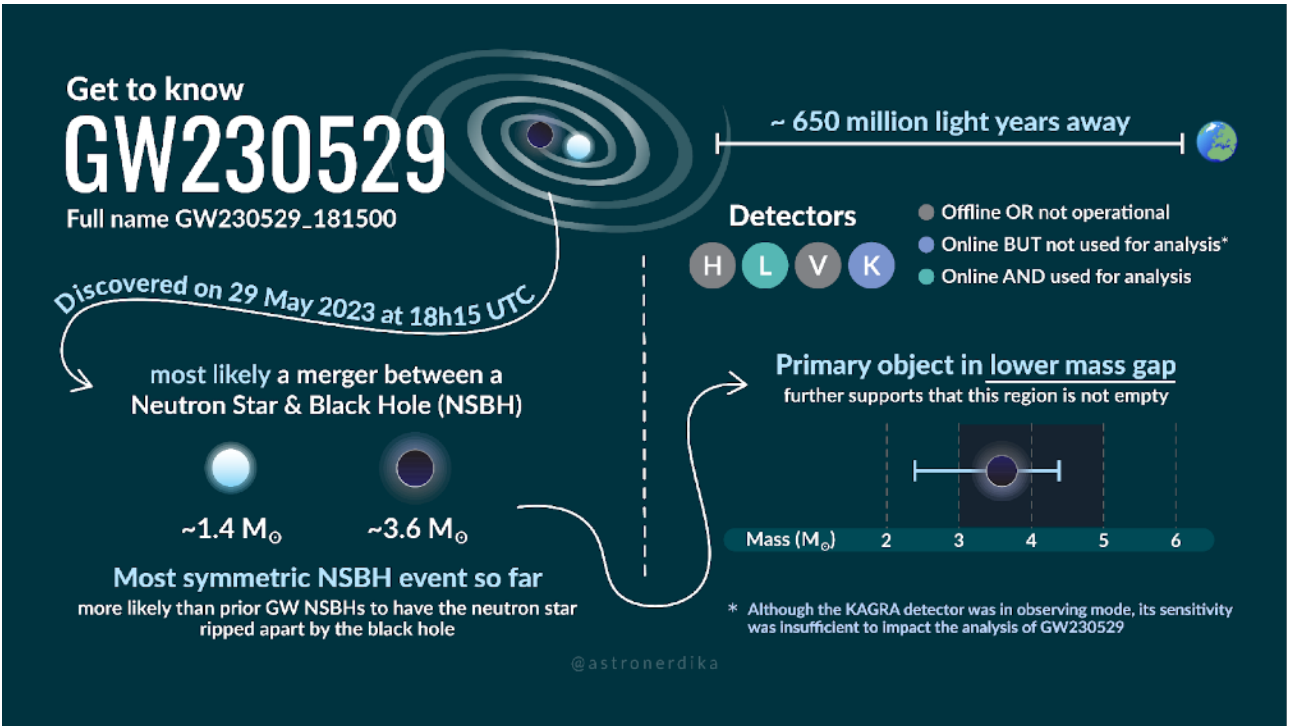 Get to know
GW230529
Full name GW230529_181500
~ 650 million light years away
Detectors
H L V K
Offline OR not operational
Online BUT not used for analysis*
Online AND used for analysis
Discovered on 29 May 2023 at 18h15 UTC
most likely a merger between a
Neutron Star & Black Hole (NSBH)
~1.4 M☉
~3.6 M☉
Most symmetric NSBH event so far
more likely than prior GW NSBHs to have the neutron star
ripped apart by the black hole
Primary object in lower mass gap
further supports that this region is not empty
Mass (M☉) 2 3 4 5 6
* Although the KAGRA detector was in observing mode, its sensitivity
was insufficient to impact the analysis of GW230529
@astronerdika